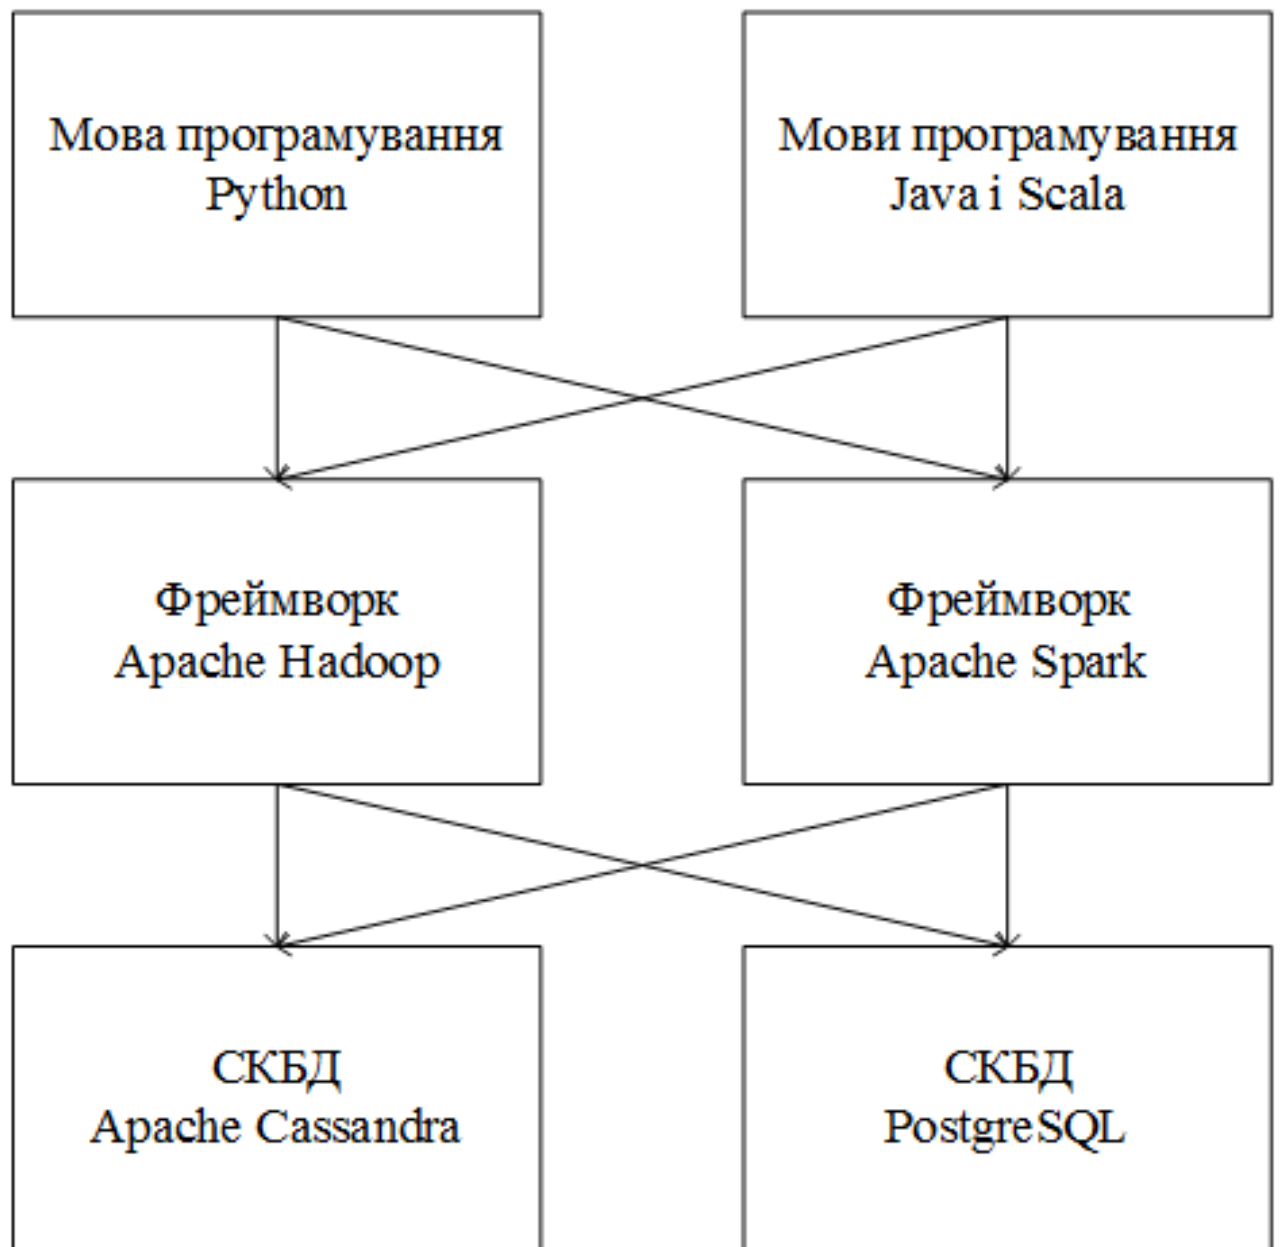 Мова програмування
Python
Мови програмування
Java і Scala
Фреймворк
Apache Hadoop
Фреймворк
Apache Spark
СКБД
Apache Cassandra
СКБД
PostgreSQL